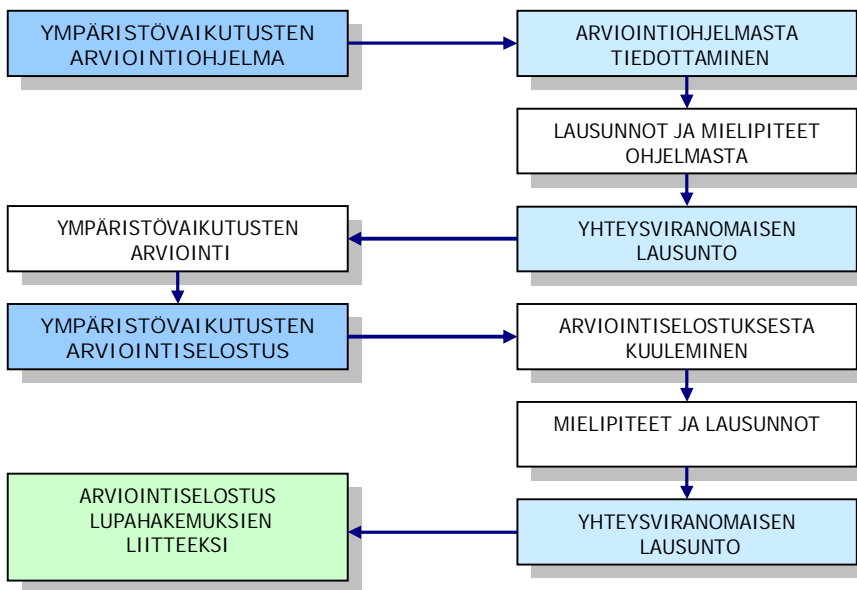 YMPÄRISTÖVAIKUTUSTEN
ARVIOINTIOHJELMA
ARVIOINTIOHJELMASTA
TIEDOTTAMINEN
LAUSUNNOT JA MIELIPITEET
OHJELMASTA
YHTEYSVIRANOMAISEN
LAUSUNTO
YMPÄRISTÖVAIKUTUSTEN
ARVIOINTI
YMPÄRISTÖVAIKUTUSTEN
ARVIOINTISELOSTUS
ARVIOINTISELOSTUKSESTA
KUULEMINEN
MIELIPITEET JA LAUSUNNOT
YHTEYSVIRANOMAISEN
LAUSUNTO
ARVIOINTISELOSTUS
LUPAHAKEMUKSIEN
LIITTEEKSI